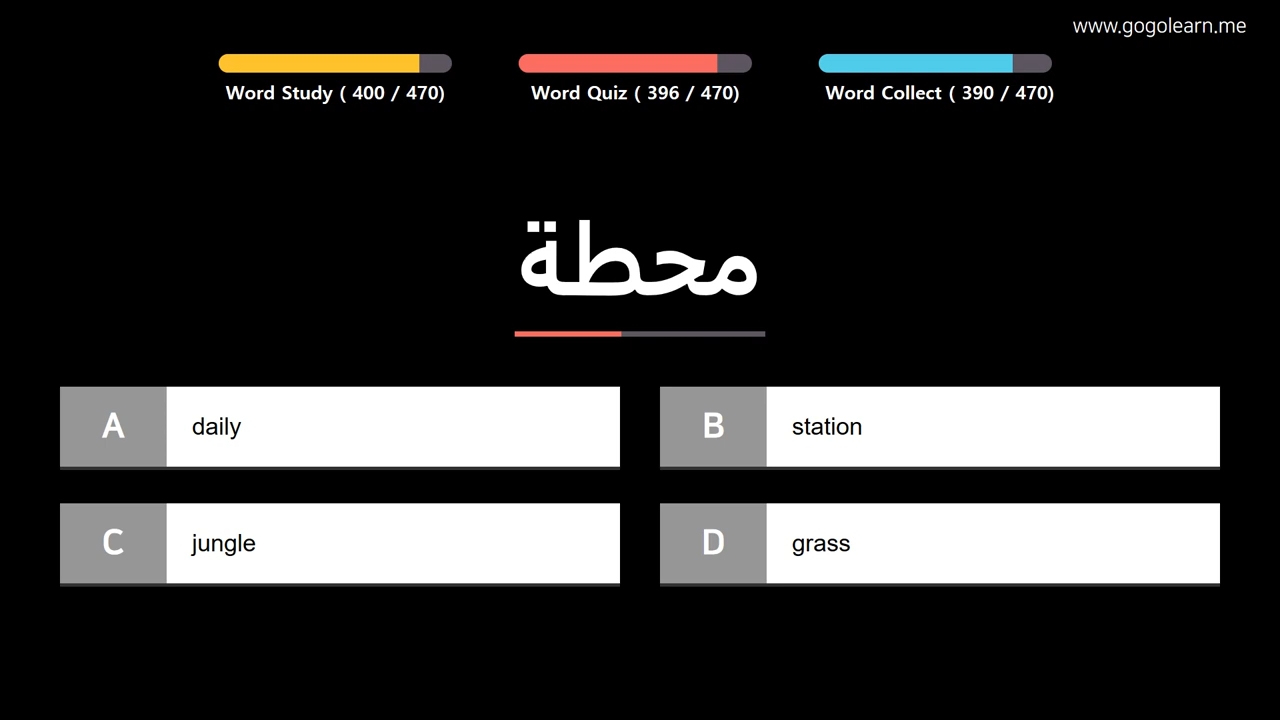 www.gogolearn.me
Word Study ( 400 / 470)
Word Quiz ( 396 / 470)
Word Collect ( 390 / 470)
محطة
A daily
B station
C jungle
D grass